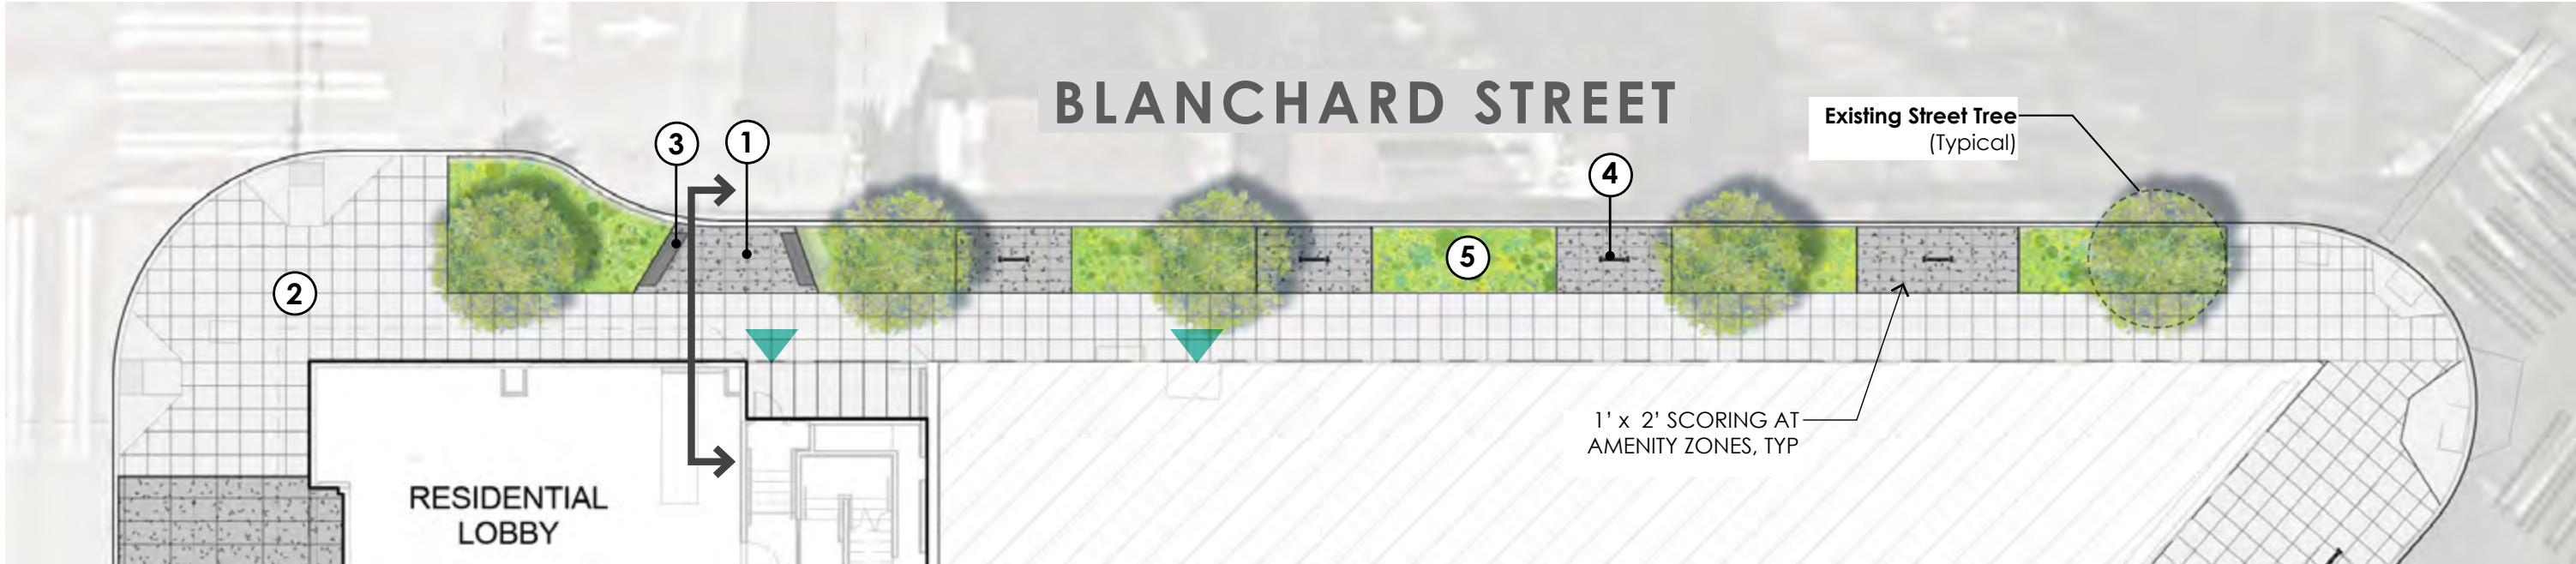 BLANCHARD STREET
Existing Street Tree
(Typical)
3
1
4
5
2
1' x 2' SCORING AT
AMENITY ZONES, TYP
RESIDENTIAL
LOBBY